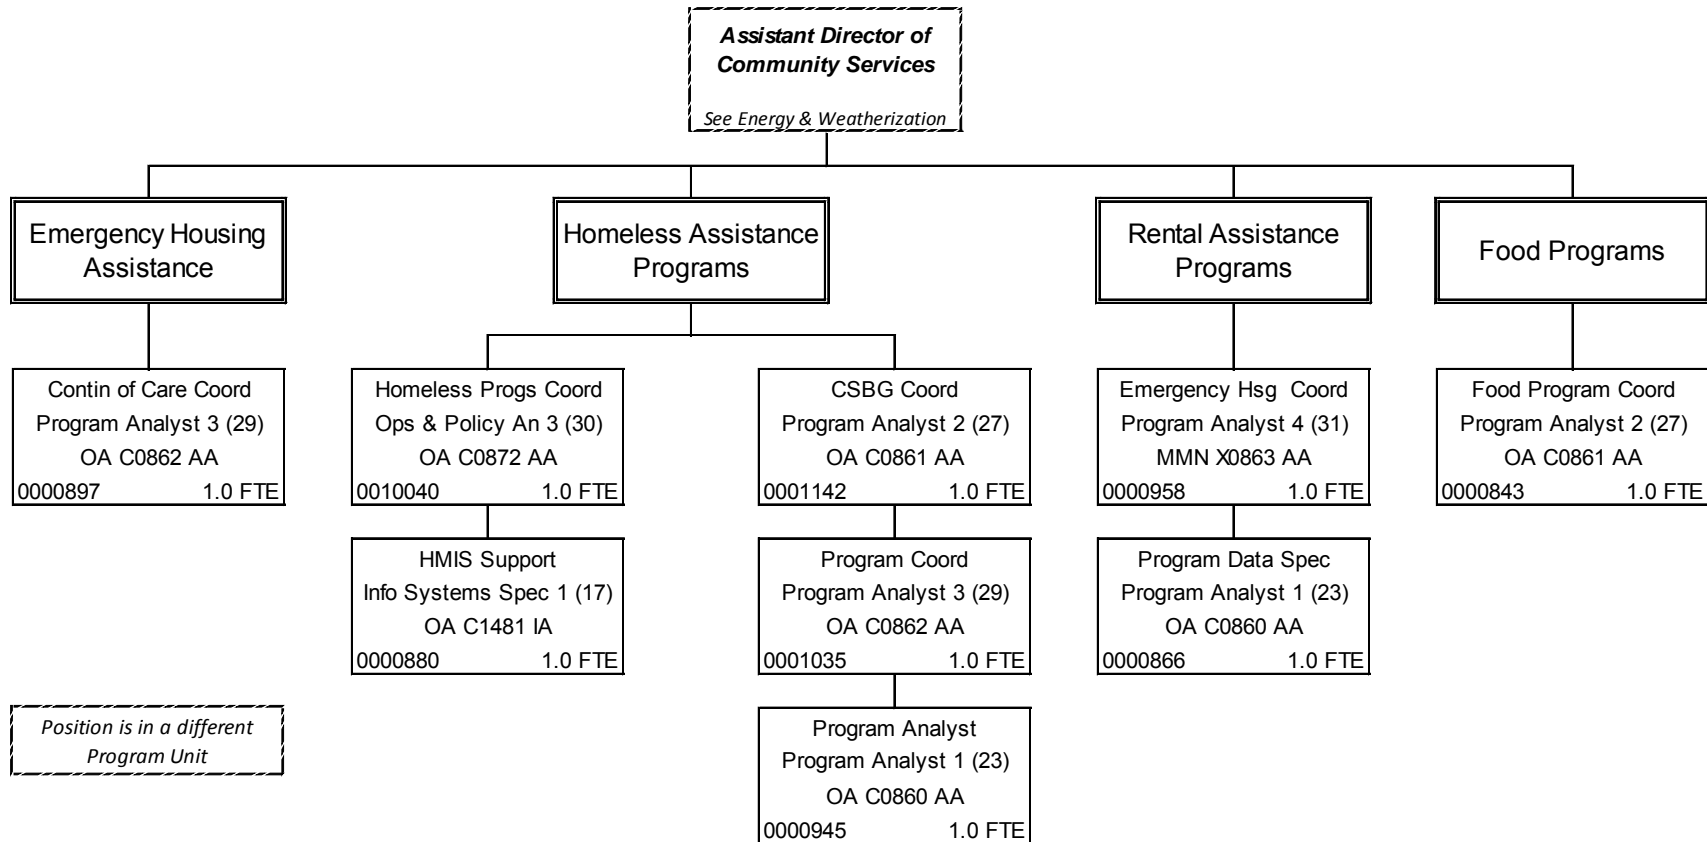 Assistant Director of
Community Services
See Energy & Weatherization
Emergency Housing
Assistance
Homeless Assistance
Programs
Rental Assistance
Programs
Food Programs
Contin of Care Coord
Program Analyst 3 (29)
OA C0862 AA
0000897 1.0 FTE
Homeless Progs Coord
Ops & Policy An 3 (30)
OA C0872 AA
0010040 1.0 FTE
CSBG Coord
Program Analyst 2 (27)
OA C0861 AA
0001142 1.0 FTE
Emergency Hsg Coord
Program Analyst 4 (31)
MMN X0863 AA
0000958 1.0 FTE
Food Program Coord
Program Analyst 2 (27)
OA C0861 AA
0000843 1.0 FTE
HMIS Support
Info Systems Spec 1 (17)
OA C1481 IA
0000880 1.0 FTE
Program Coord
Program Analyst 3 (29)
OA C0862 AA
0001035 1.0 FTE
Program Data Spec
Program Analyst 1 (23)
OA C0860 AA
0000866 1.0 FTE
Position is in a different
Program Unit
Program Analyst
Program Analyst 1 (23)
OA C0860 AA
0000945 1.0 FTE